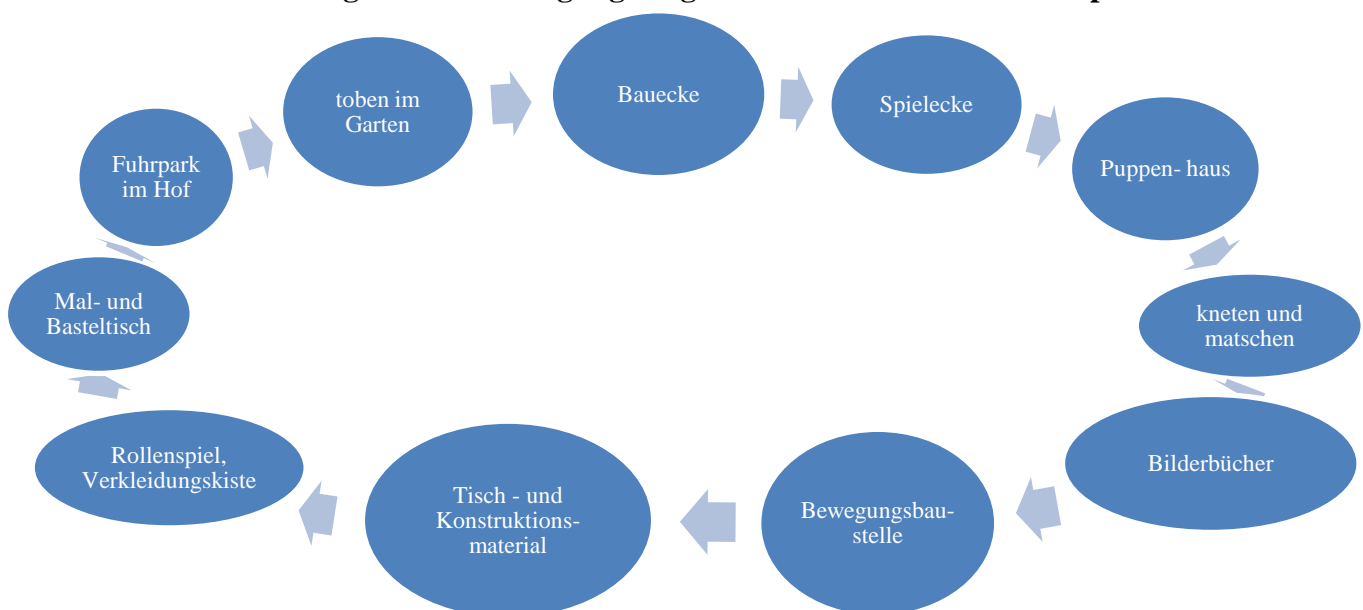 toben im
Garten
Bauecke
Spielecke
Puppen- haus
kneten und
matschen
Bilderbücher
Bewegungsbau-
stelle
Tisch - und
Konstruktions-
material
Rollenspiel,
Verkleidungskiste
Mal- und
Basteltisch
Fuhrpark
im Hof